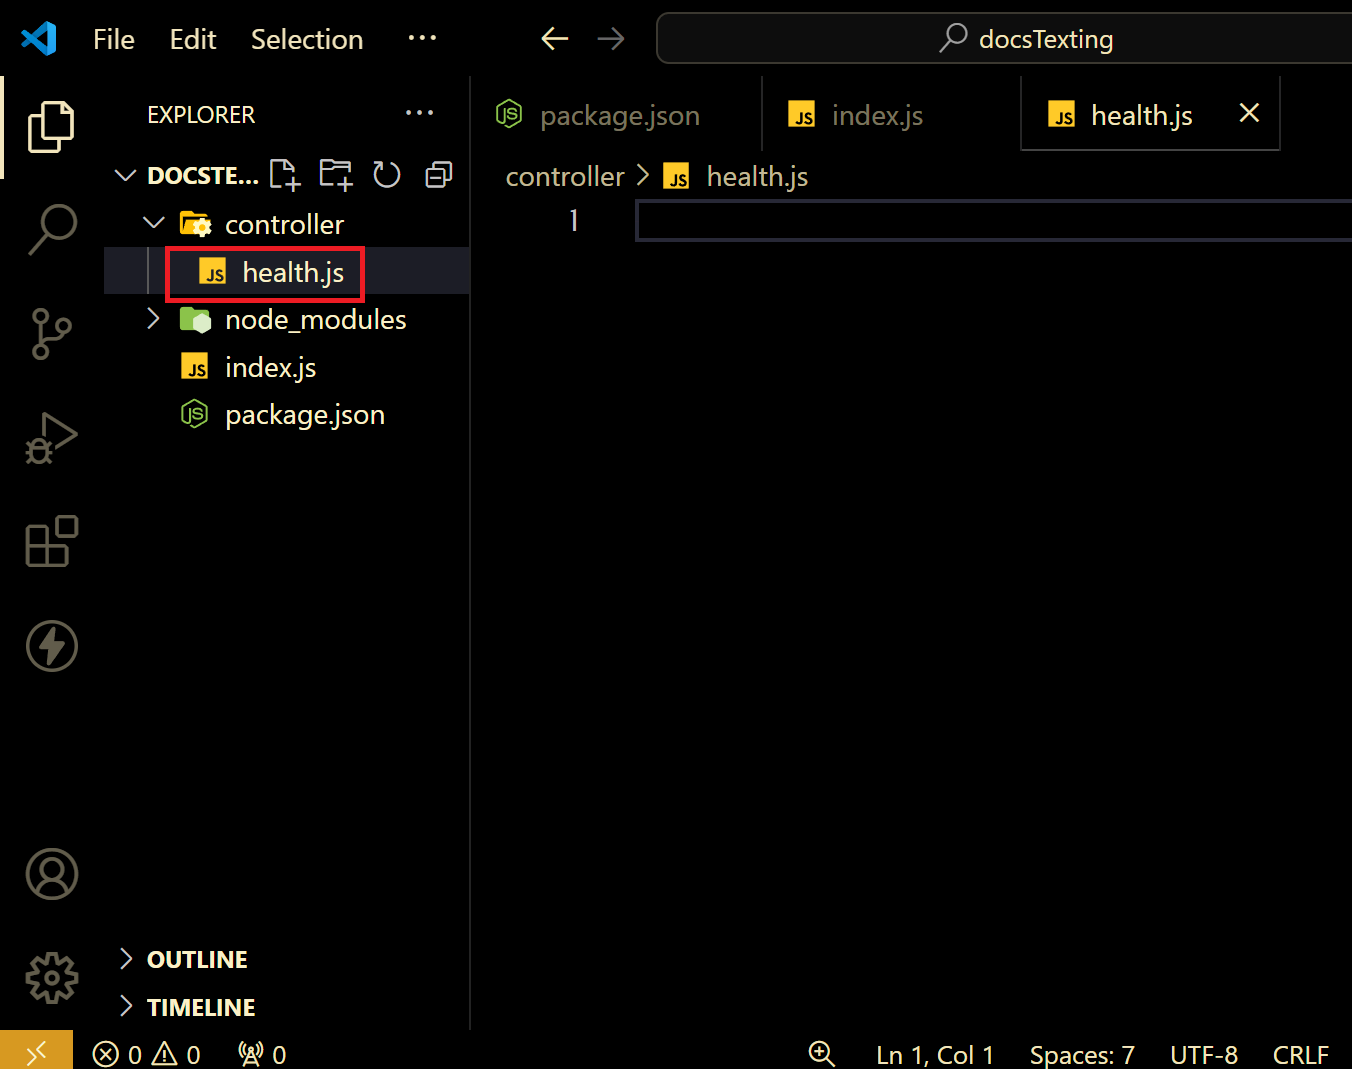 File Edit Selection ··· docsTexting
EXPLORER ···
package.json index.js health.js
DOCSTE...
controller > health.js
controller
1
health.js
node_modules
index.js
package.json
OUTLINE
TIMELINE
0 0 0 Ln 1, Col 1 Spaces: 7 UTF-8 CRLF